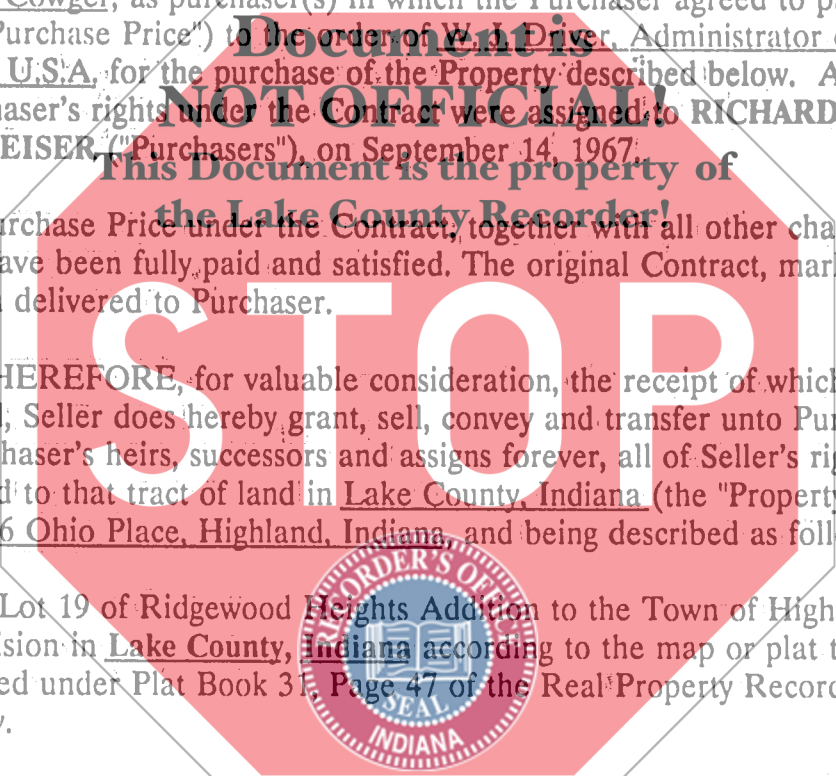 Cowger, as purchaser(s) in which the Purchaser agreed to p
Purchase Price") to the order of W. J. Driver, Administrator
U.S.A. for the purchase of the Property described below. A
haser's rights under the Contract were assigned to RICHARD
EISER ("Purchasers"), on September 14, 1967.
Document is
NOT OFFICIAL!
This Document is the property of
the Lake County Recorder!
urchase Price under the Contract, together with all other cha
ave been fully paid and satisfied. The original Contract, mar
delivered to Purchaser.
STOP
HEREFORE, for valuable consideration, the receipt of which
, Seller does hereby grant, sell, convey and transfer unto Pur
haser's heirs, successors and assigns forever, all of Seller's rig
d to that tract of land in Lake County, Indiana (the "Propert
6 Ohio Place, Highland, Indiana, and being described as foll
Lot 19 of Ridgewood Heights Addition to the Town of High
ision in Lake County, Indiana according to the map or plat t
ed under Plat Book 31, Page 47 of the Real Property Recor
y.
RECORDER'S OFFICE
SEAL
INDIANA